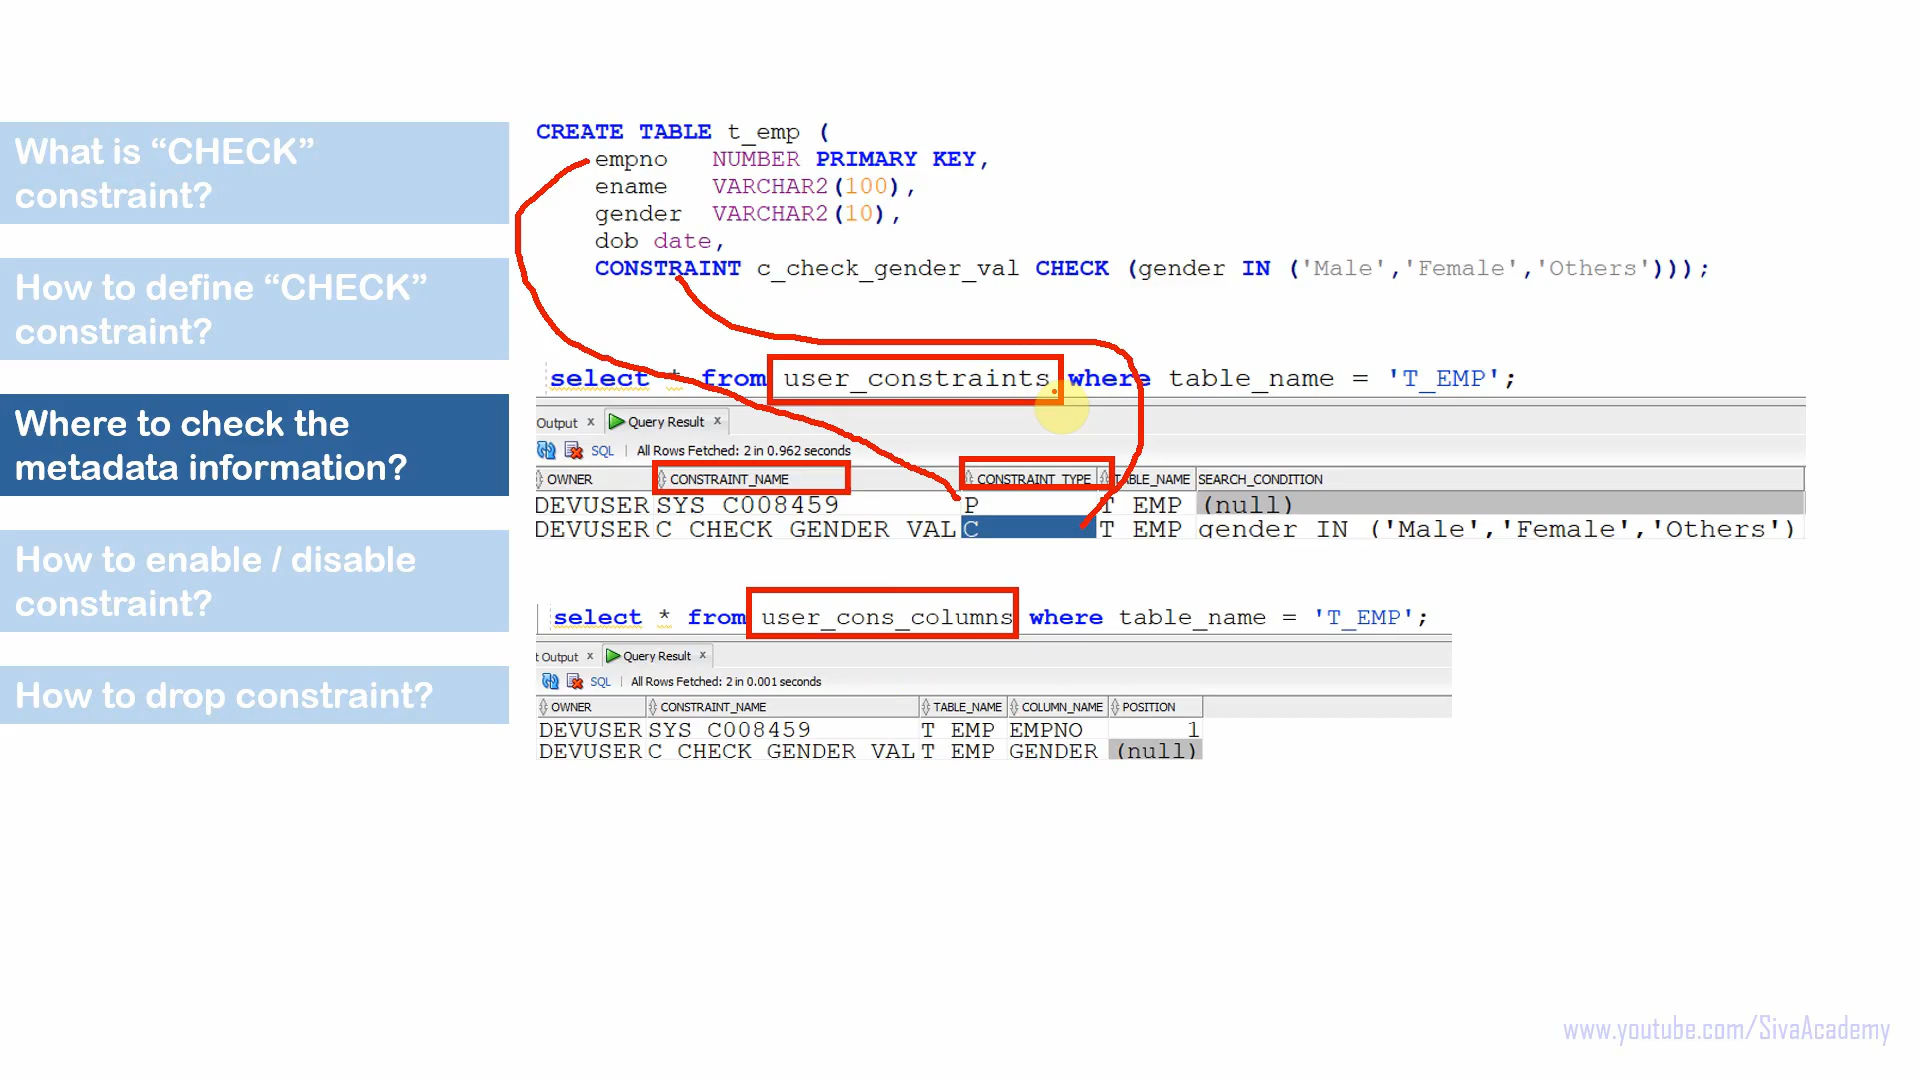 What is “CHECK”
constraint?
How to define “CHECK”
constraint?
Where to check the
metadata information?
How to enable / disable
constraint?
How to drop constraint?
CREATE TABLE t_emp (
empno NUMBER PRIMARY KEY,
ename VARCHAR2(100),
gender VARCHAR2(10),
dob date,
CONSTRAINT c_check_gender_val CHECK (gender IN ('Male','Female','Others')));
select * from user_constraints where table_name = 'T_EMP';
Output x Query Result x
SQL | All Rows Fetched: 2 in 0.962 seconds
OWNER CONSTRAINT_NAME CONSTRAINT_TYPE TABLE_NAME SEARCH_CONDITION
DEVUSER SYS_C008459 P T_EMP (null)
DEVUSER C_CHECK_GENDER_VAL C T_EMP gender IN ('Male','Female','Others')
select * from user_cons_columns where table_name = 'T_EMP';
t Output x Query Result x
SQL | All Rows Fetched: 2 in 0.001 seconds
OWNER CONSTRAINT_NAME TABLE_NAME COLUMN_NAME POSITION
DEVUSER SYS_C008459 T_EMP EMPNO 1
DEVUSER C_CHECK_GENDER_VAL T_EMP GENDER (null)
www.youtube.com/SivaAcademy